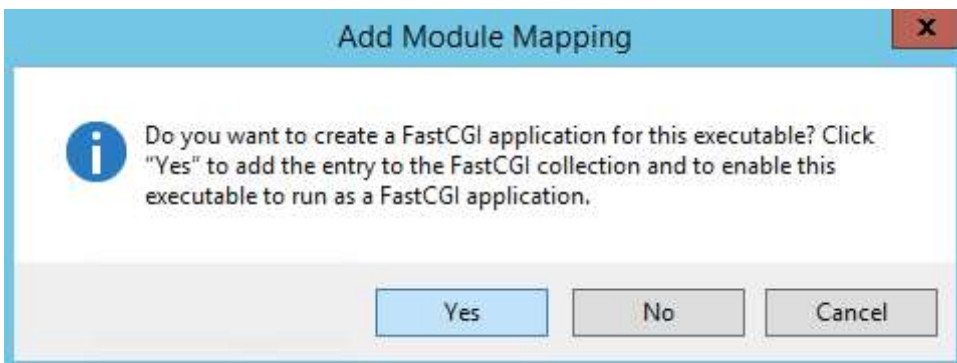 Add Module Mapping
x
Do you want to create a FastCGI application for this executable? Click
"Yes" to add the entry to the FastCGI collection and to enable this
executable to run as a FastCGI application.
Yes No Cancel